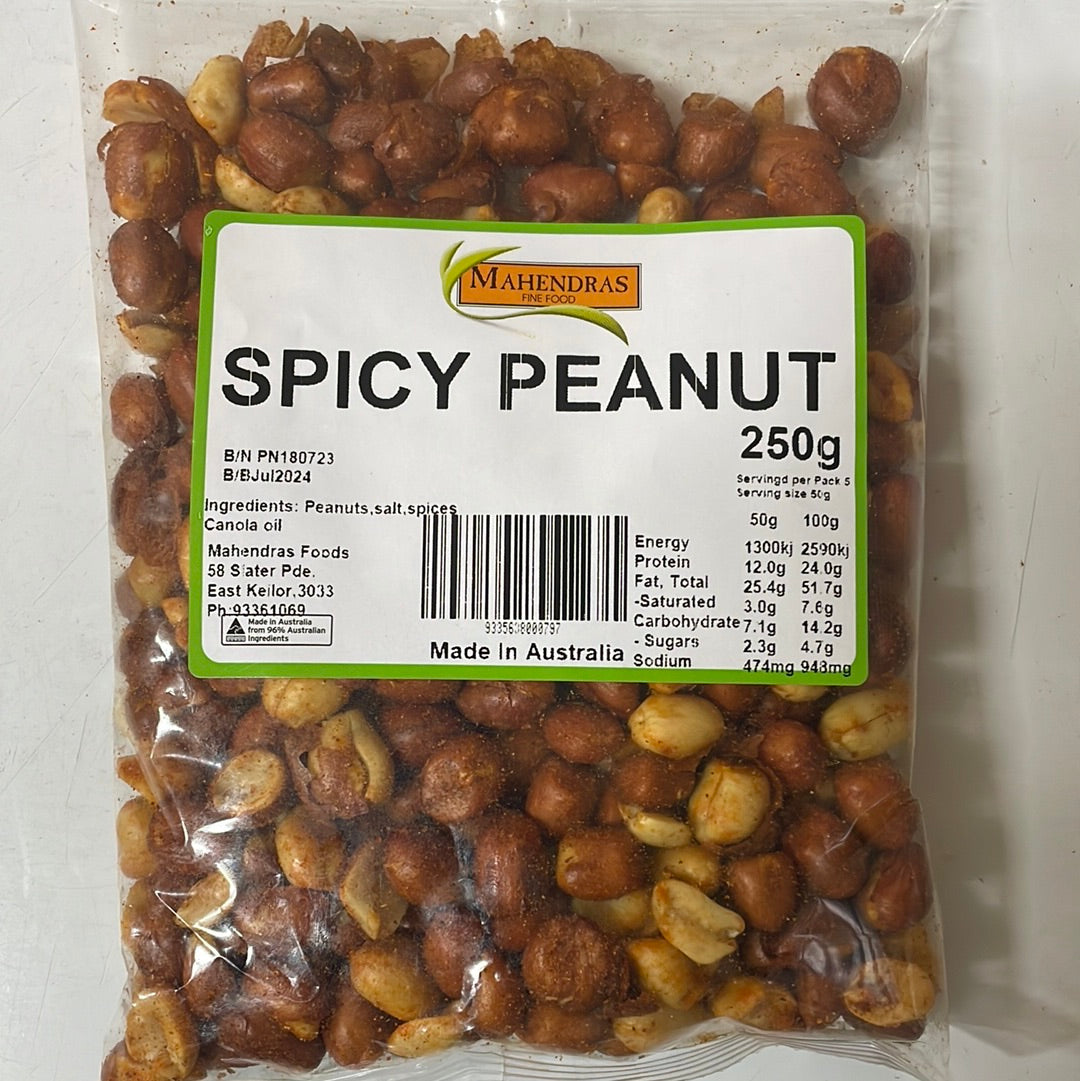 MAHENDRAS
FINE FOOD
SPICY PEANUT
250g
B/N PN180723
B/BJul2024
Servingd per Pack 5
Serving size 50g
Ingredients: Peanuts,salt,spices
Canola oil
Mahendras Foods
58 Slater Pde.
East Keilor,3033
Ph:93361069
Made in Australia
from 96% Australian
Ingredients
Made In Australia
50g 100g
Energy 1300kj 2590kj
Protein 12.0g 24.0g
Fat, Total 25.4g 51.7g
-Saturated 3.0g 7.6g
Carbohydrate 7.1g 14.2g
- Sugars 2.3g 4.7g
Sodium 474mg 948mg